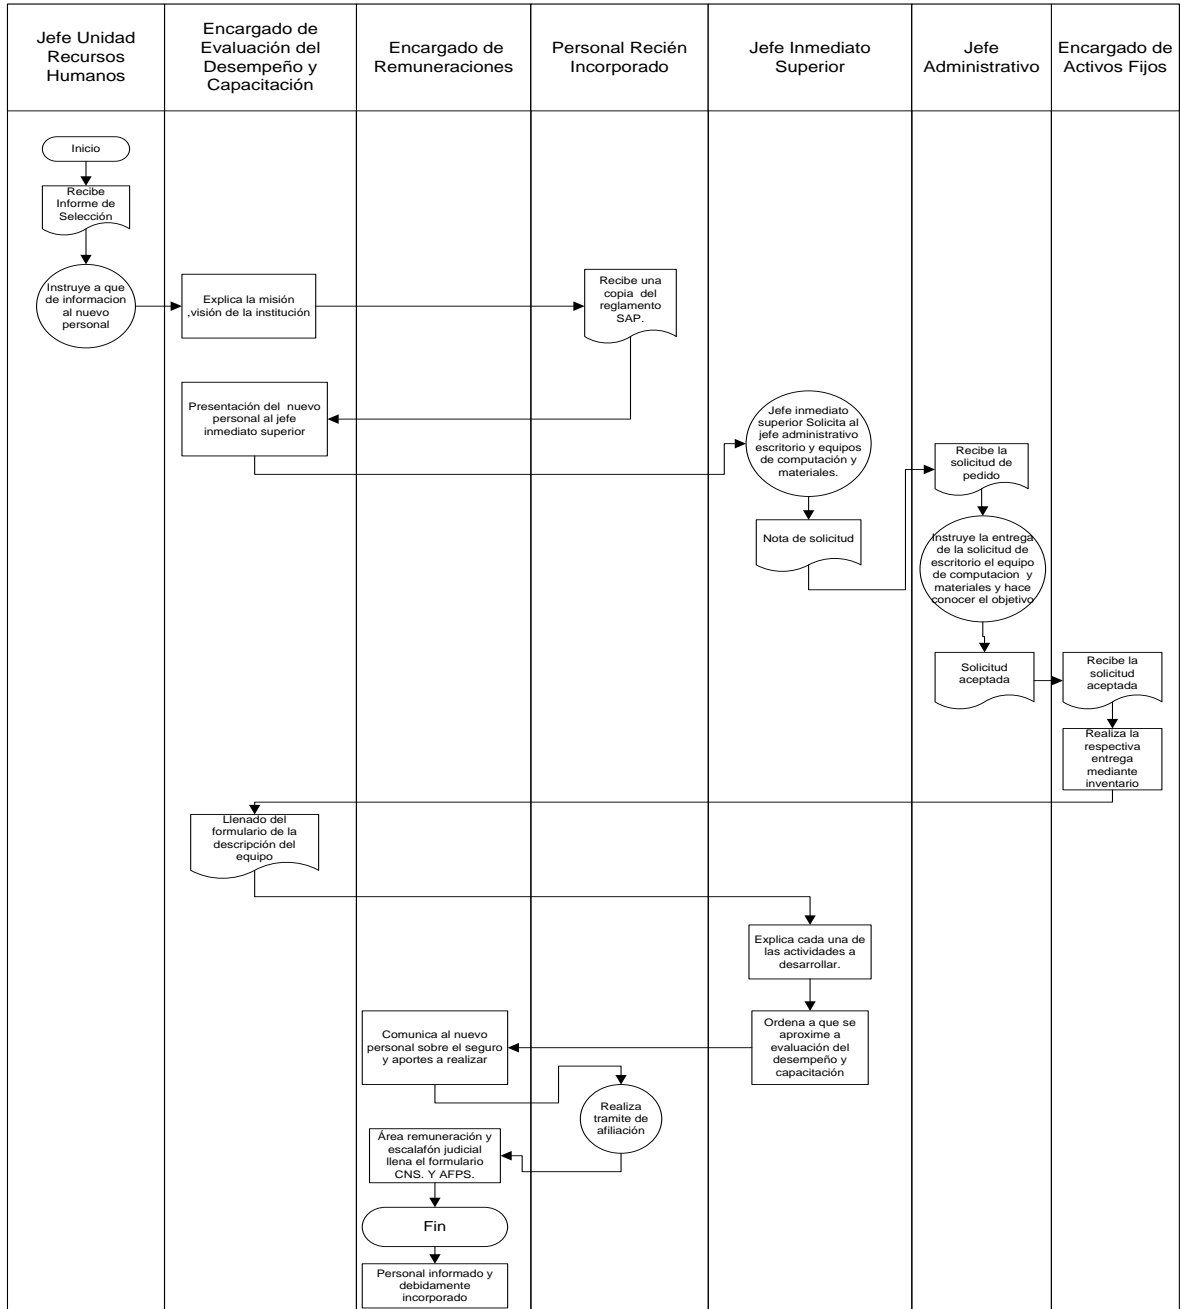 Jefe Unidad
Recursos
Humanos
Encargado de
Evaluación del
Desempeño y
Capacitación
Encargado de
Remuneraciones
Personal Recién
Incorporado
Jefe Inmediato
Superior
Jefe
Administrativo
Encargado de
Activos Fijos
Inicio
Recibe
Informe de
Selección
Instruye a que
de informacion
al nuevo
personal
Explica la misión
,visión de la institución
Recibe una
copia del
reglamento
SAP.
Presentación del nuevo
personal al jefe
inmediato superior
Jefe inmediato
superior Solicita al
jefe administrativo
escritorio y equipos
de computación y
materiales.
Nota de solicitud
Recibe la
solicitud de
pedido
Instruye la entrega
de la solicitud de
escritorio el equipo
de computacion y
materiales y hace
conocer el objetivo
Solicitud
aceptada
Recibe la
solicitud
aceptada
Realiza la
respectiva
entrega
mediante
inventario
Llenado del
formulario de la
descripción del
equipo
Explica cada una de
las actividades a
desarrollar.
Ordena a que se
aproxime a
evaluación del
desempeño y
capacitación
Comunica al nuevo
personal sobre el seguro
y aportes a realizar
Realiza
tramite de
afiliación
Área remuneración y
escalafón judicial
llena el formulario
CNS. Y AFPS.
Fin
Personal informado y
debidamente
incorporado